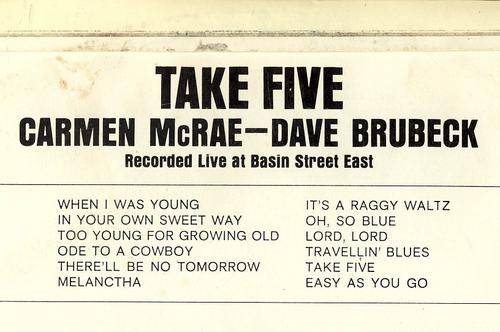 TAKE FIVE
CARMEN McRAE—DAVE BRUBECK
Recorded Live at Basin Street East
WHEN I WAS YOUNG
IN YOUR OWN SWEET WAY
TOO YOUNG FOR GROWING OLD
ODE TO A COWBOY
THERE'LL BE NO TOMORROW
MELANCTHA
IT'S A RAGGY WALTZ
OH, SO BLUE
LORD, LORD
TRAVELLIN' BLUES
TAKE FIVE
EASY AS YOU GO